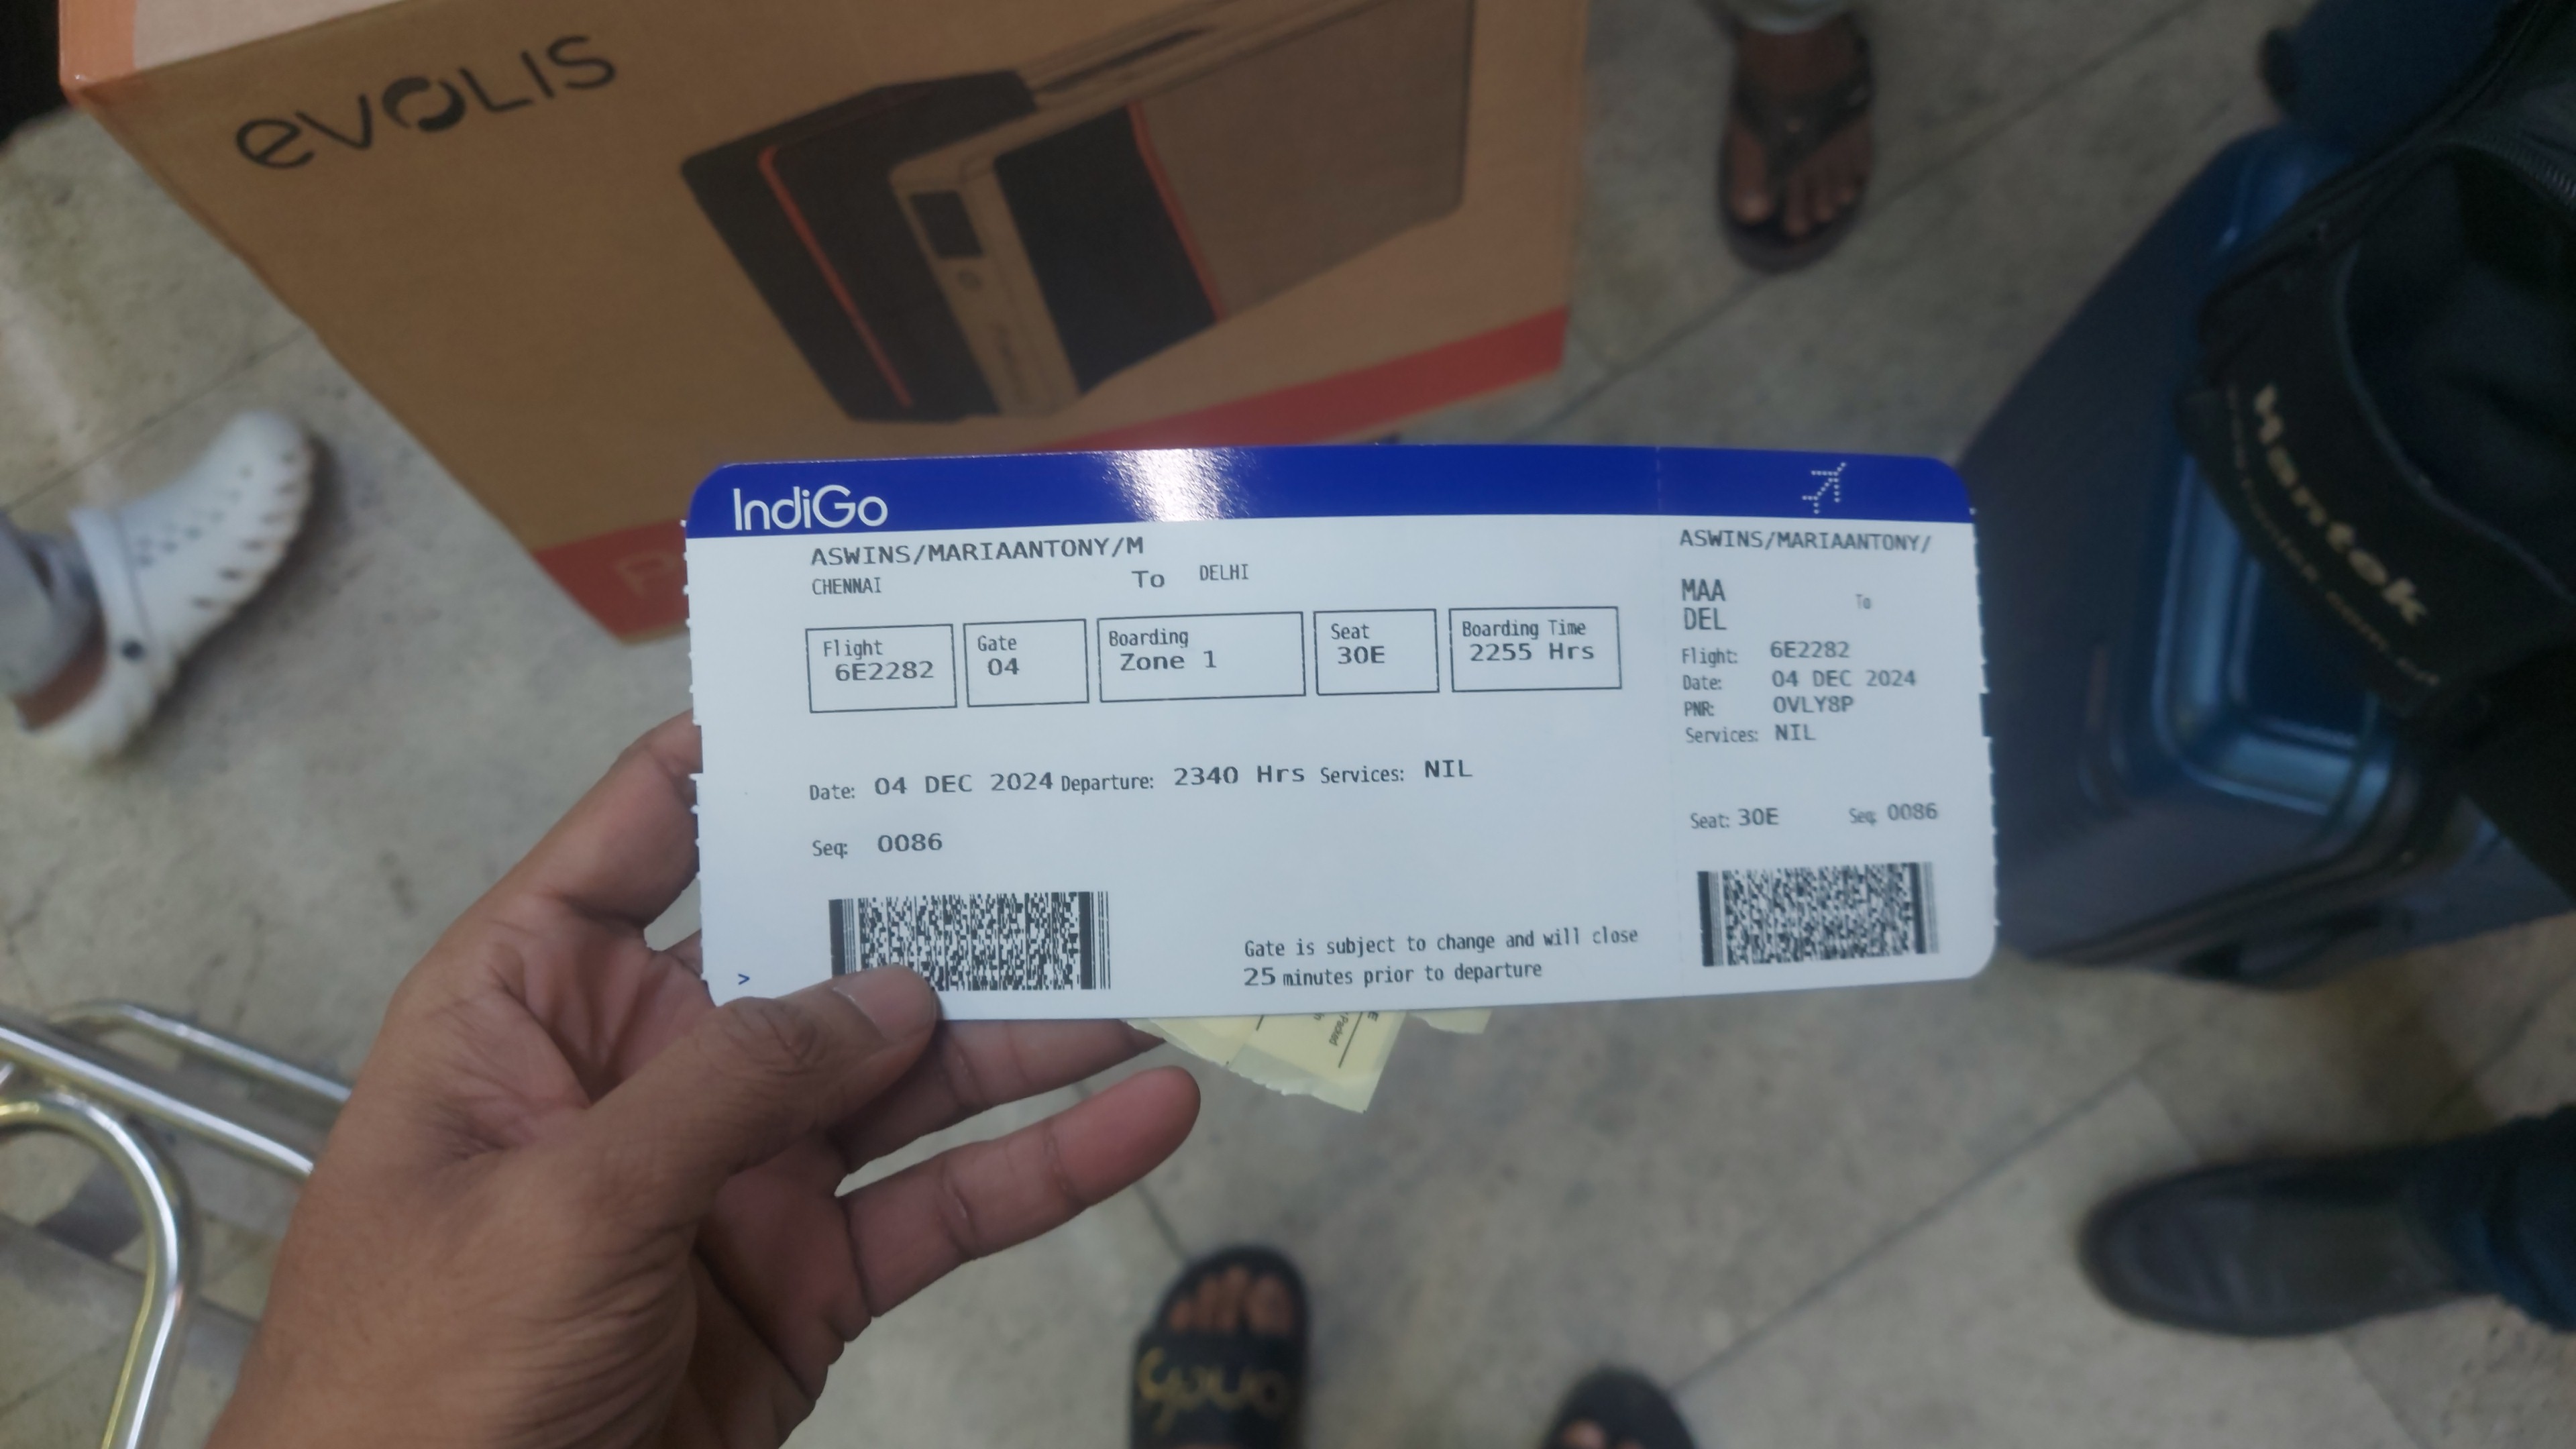 IndiGo
ASWINS/MARIAANTONY/M
CHENNAI To DELHI
Flight Gate Boarding Seat Boarding Time
6E2282 04 Zone 1 30E 2255 Hrs
Date: 04 DEC 2024 Departure: 2340 Hrs Services: NIL
Seq: 0086
Gate is subject to change and will close
25 minutes prior to departure
>
ASWINS/MARIAANTONY/
MAA To
DEL
Flight: 6E2282
Date: 04 DEC 2024
PNR: OVLY8P
Services: NIL
Seat: 30E Seq: 0086
evolis
Hantek